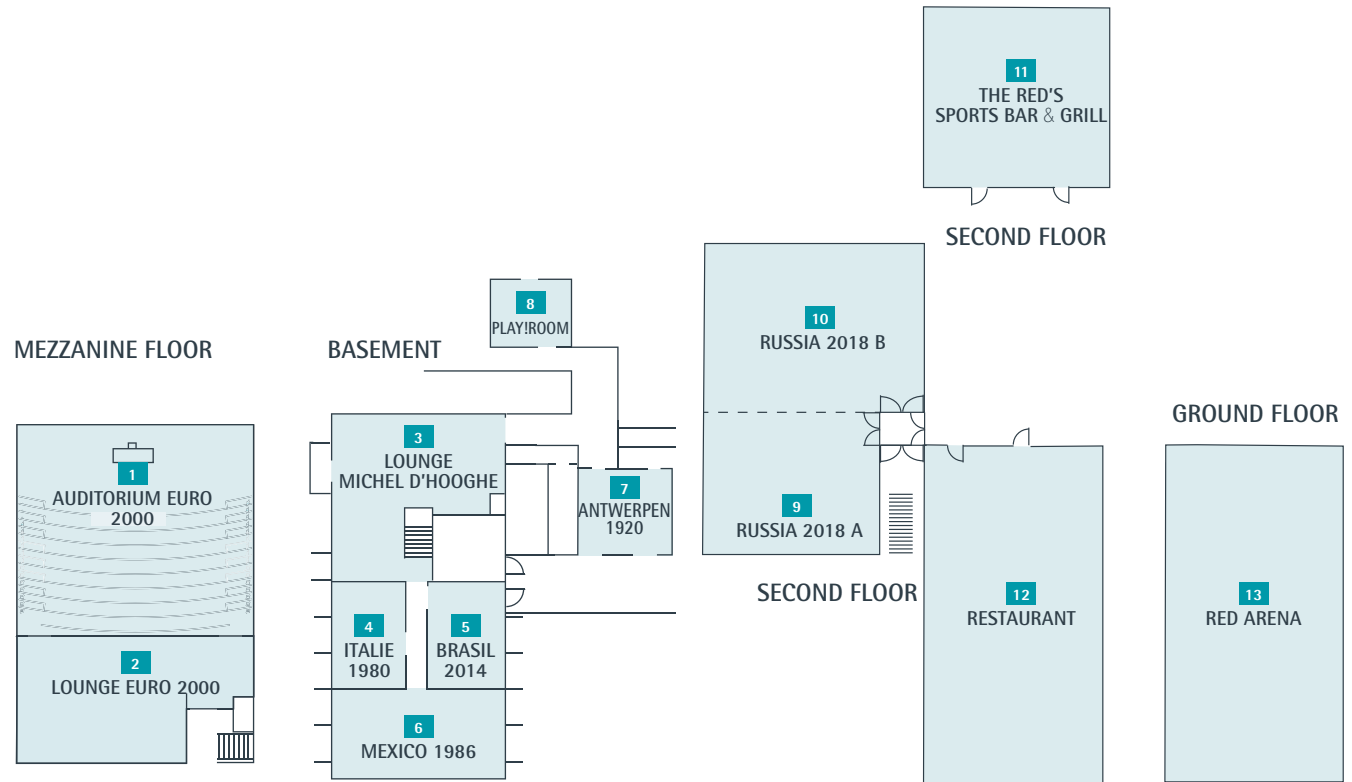 MEZZANINE FLOOR
1
AUDITORIUM EURO
2000
2
LOUNGE EURO 2000
BASEMENT
3
LOUNGE
MICHEL D'HOOGHE
4
ITALIE
1980
5
BRASIL
2014
6
MEXICO 1986
7
ANTWERPEN
1920
8
PLAY!ROOM
9
RUSSIA 2018 A
10
RUSSIA 2018 B
SECOND FLOOR
11
THE RED'S
SPORTS BAR & GRILL
SECOND FLOOR
12
RESTAURANT
GROUND FLOOR
13
RED ARENA